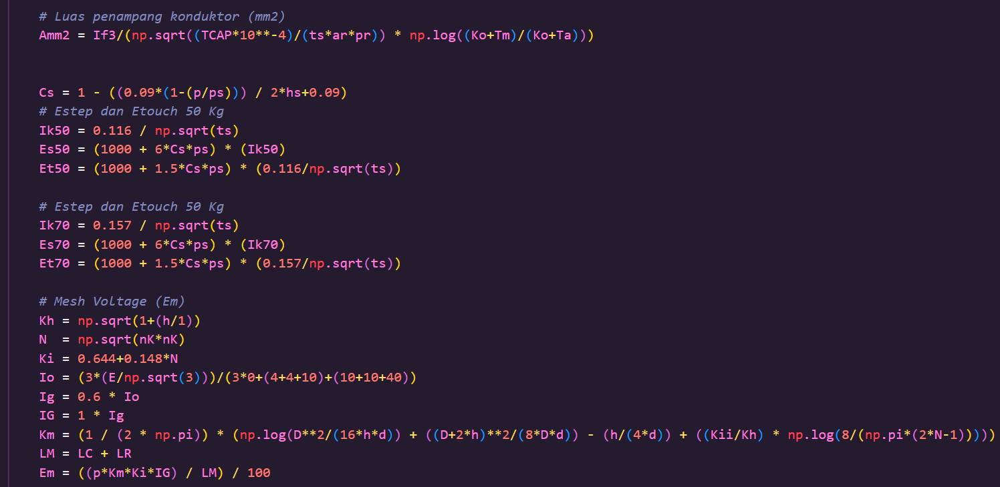 # Luas penampang konduktor (mm2)
Amm2 = If3/(np.sqrt((TCAP*10**-4)/(ts*ar*pr)) * np.log((Ko+Tm)/(Ko+Ta)))
Cs = 1 - ((0.09*(1-(p/ps))) / 2*hs+0.09)
# Estep dan Etouch 50 Kg
Ik50 = 0.116 / np.sqrt(ts)
Es50 = (1000 + 6*Cs*ps) * (Ik50)
Et50 = (1000 + 1.5*Cs*ps) * (0.116/np.sqrt(ts))
# Estep dan Etouch 50 Kg
Ik70 = 0.157 / np.sqrt(ts)
Es70 = (1000 + 6*Cs*ps) * (Ik70)
Et70 = (1000 + 1.5*Cs*ps) * (0.157/np.sqrt(ts))
# Mesh Voltage (Em)
Kh = np.sqrt(1+(h/1))
N  = np.sqrt(nK*nK)
Ki = 0.644+0.148*N
Io = (3*(E/np.sqrt(3)))/(3*0+(4+4+10)+(10+10+40))
Ig = 0.6 * Io
IG = 1 * Ig
Km = (1 / (2 * np.pi)) * (np.log(D**2/(16*h*d)) + ((D+2*h)**2/(8*D*d)) - (h/(4*d)) + ((Kii/Kh) * np.log(8/(np.pi*(2*N-1)))))
LM = LC + LR
Em = ((p*Km*Ki*IG) / LM) / 100